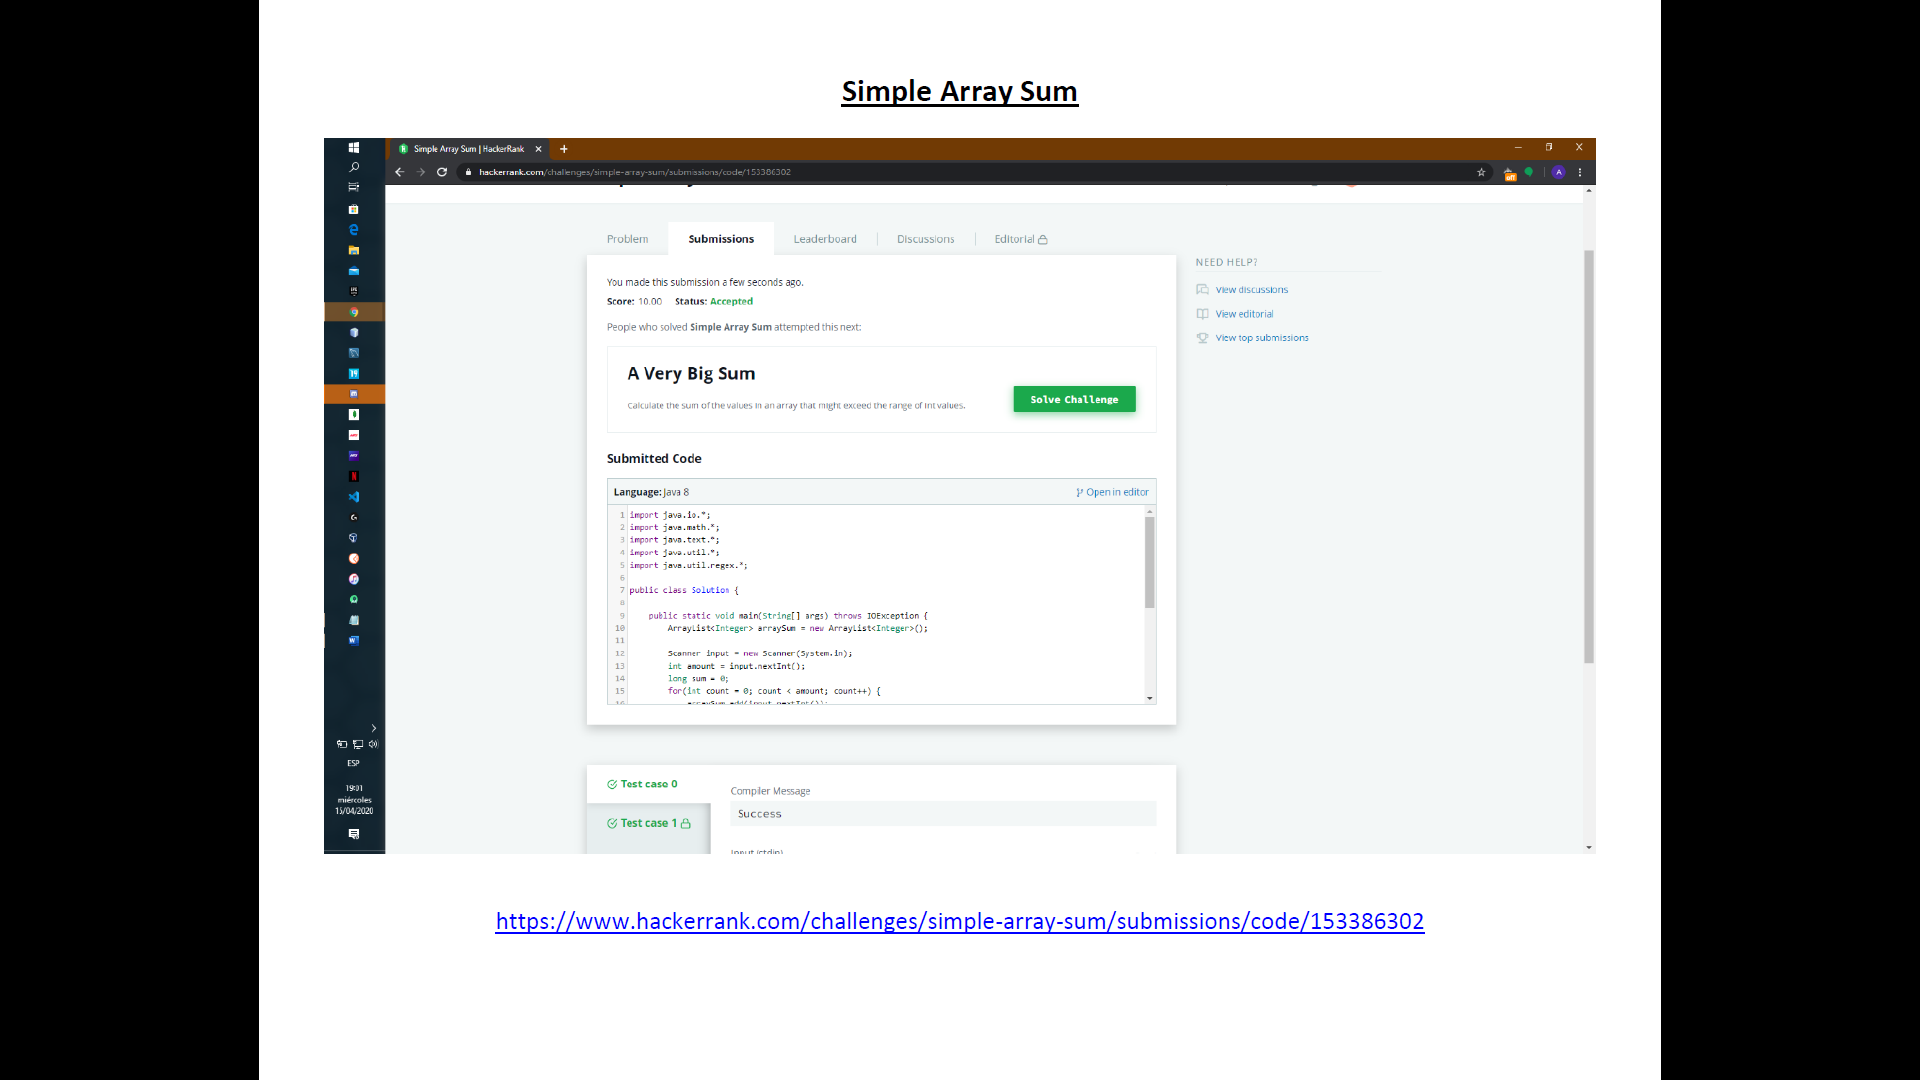 Simple Array Sum
Simple Array Sum | HackerRank
hackerrank.com/challenges/simple-array-sum/submissions/code/153386302
Problem
Submissions
Leaderboard
Discussions
Editorial
You made this submission a few seconds ago.
Score: 10.00 Status: Accepted
People who solved Simple Array Sum attempted this next:
A Very Big Sum
Calculate the sum of the values in an array that might exceed the range of int values.
Solve Challenge
NEED HELP?
View discussions
View editorial
View top submissions
Submitted Code
Language: Java 8
Open in editor
1 import java.io.*;
2 import java.math.*;
3 import java.text.*;
4 import java.util.*;
5 import java.util.regex.*;
6
7 public class Solution {
8
9 public static void main(String[] args) throws IOException {
10 ArrayList<Integer> arraySum = new ArrayList<Integer>();
11
12 Scanner input = new Scanner(System.in);
13 int amount = input.nextInt();
14 long sum = 0;
15 for(int count = 0; count < amount; count++) {
16 arraySum.add(input.nextInt());
Test case 0
Test case 1
Compiler Message
Success
Input (stdin)
ESP
19:01
miércoles
15/04/2020
https://www.hackerrank.com/challenges/simple-array-sum/submissions/code/153386302